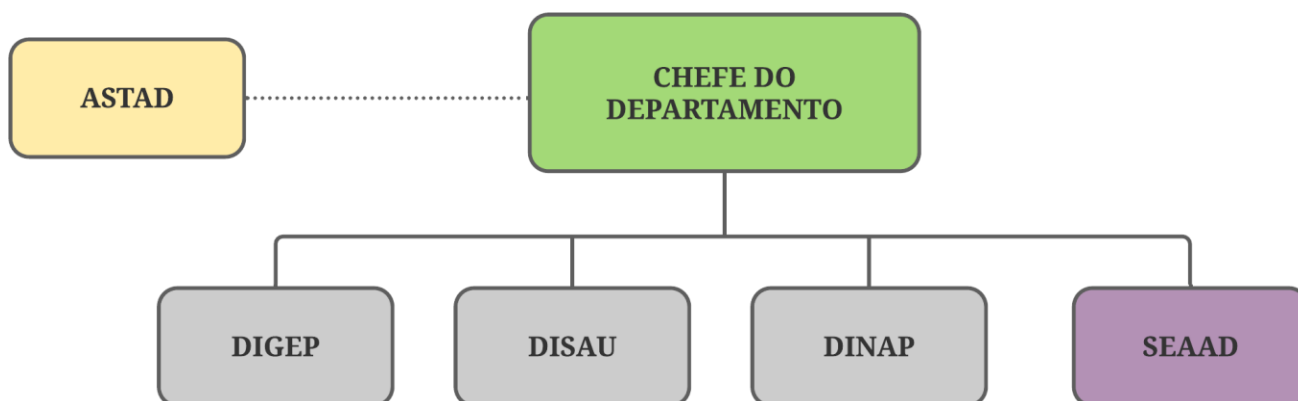 ASTAD
CHEFE DO
DEPARTAMENTO
DIGEP
DISAU
DINAP
SEAAD